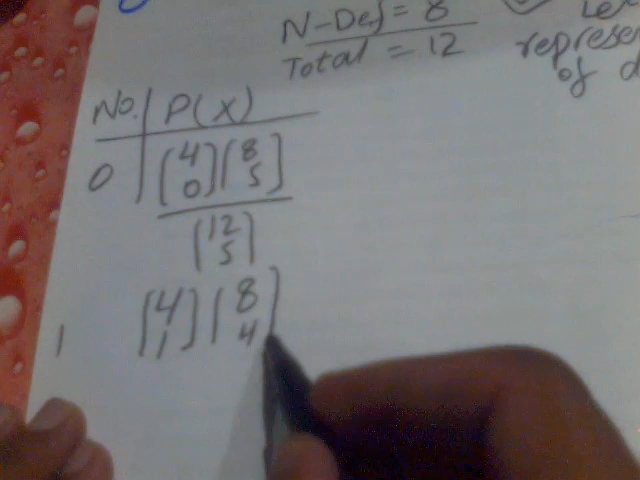 N-Def = 8
Total = 12
represe
of d
No. P(X)
0 (4 0)(8 5)
(12 5)
1 (4 1)(8 4)